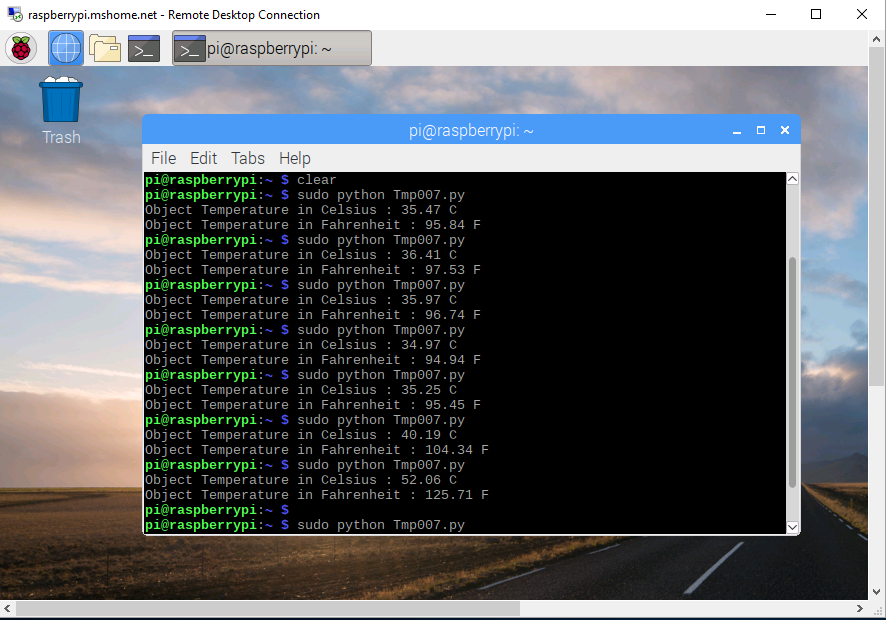 raspberrypi.mshome.net - Remote Desktop Connection
pi@raspberrypi: ~
Trash
pi@raspberrypi: ~
File Edit Tabs Help
pi@raspberrypi:~ $ clear
pi@raspberrypi:~ $ sudo python Tmp007.py
Object Temperature in Celsius : 35.47 C
Object Temperature in Fahrenheit : 95.84 F
pi@raspberrypi:~ $ sudo python Tmp007.py
Object Temperature in Celsius : 36.41 C
Object Temperature in Fahrenheit : 97.53 F
pi@raspberrypi:~ $ sudo python Tmp007.py
Object Temperature in Celsius : 35.97 C
Object Temperature in Fahrenheit : 96.74 F
pi@raspberrypi:~ $ sudo python Tmp007.py
Object Temperature in Celsius : 34.97 C
Object Temperature in Fahrenheit : 94.94 F
pi@raspberrypi:~ $ sudo python Tmp007.py
Object Temperature in Celsius : 35.25 C
Object Temperature in Fahrenheit : 95.45 F
pi@raspberrypi:~ $ sudo python Tmp007.py
Object Temperature in Celsius : 40.19 C
Object Temperature in Fahrenheit : 104.34 F
pi@raspberrypi:~ $ sudo python Tmp007.py
Object Temperature in Celsius : 52.06 C
Object Temperature in Fahrenheit : 125.71 F
pi@raspberrypi:~ $
pi@raspberrypi:~ $ sudo python Tmp007.py